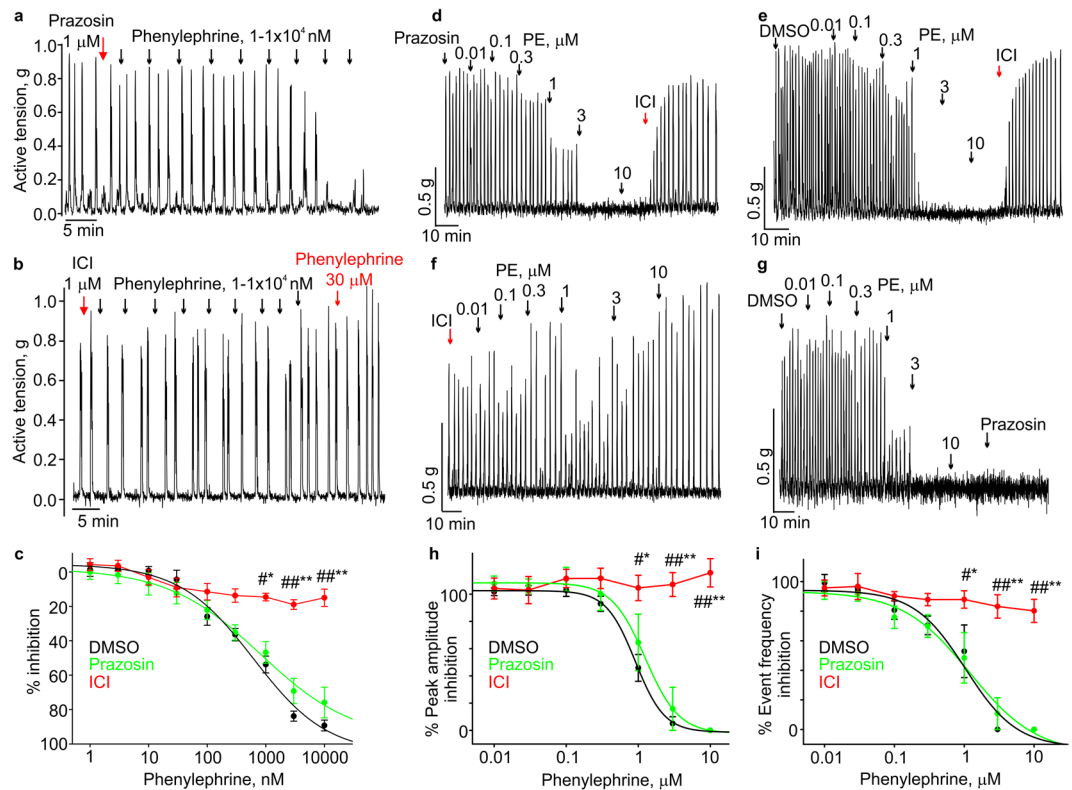 a
Prazosin
1 μM
Phenylephrine, 1-1x10⁴ nM
Active tension, g
1.0
0.8
0.6
0.4
0.2
0.0
5 min
b
ICI
1 μM
Phenylephrine, 1-1x10⁴ nM
Phenylephrine
30 μM
Active tension, g
1.0
0.8
0.6
0.4
0.2
0.0
5 min
c
% inhibition
0
20
40
60
80
100
DMSO
Prazosin
ICI
#*
##**
##**
1
10
100
1000
10000
Phenylephrine, nM
d
Prazosin
0.01
0.1
PE, μM
0.3
1
3
10
ICI
0.5 g
10 min
e
DMSO
0.01
0.1
0.3
PE, μM
1
3
10
ICI
0.5 g
10 min
f
ICI
0.01
0.1
PE, μM
0.3
1
3
10
0.5 g
10 min
g
DMSO
0.01
0.1
0.3
PE, μM
1
3
10
Prazosin
0.5 g
10 min
h
% Peak amplitude
inhibition
100
50
0
DMSO
Prazosin
ICI
#*
##**
##**
0.01
0.1
1
10
Phenylephrine, μM
i
% Event frequency
inhibition
100
50
0
DMSO
Prazosin
ICI
#*
##**
##**
0.01
0.1
1
10
Phenylephrine, μM